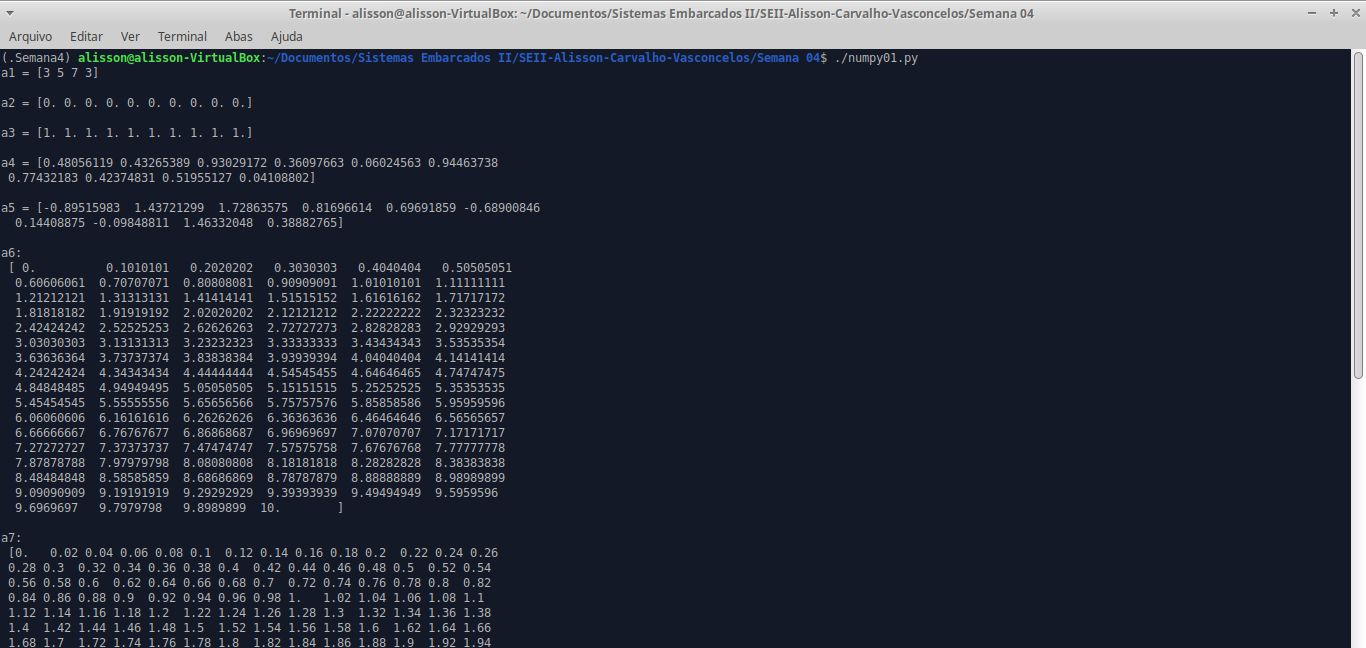 Terminal - alisson@alisson-VirtualBox: ~/Documentos/Sistemas Embarcados II/SEII-Alisson-Carvalho-Vasconcelos/Semana 04
Arquivo Editar Ver Terminal Abas Ajuda
(.Semana4) alisson@alisson-VirtualBox:~/Documentos/Sistemas Embarcados II/SEII-Alisson-Carvalho-Vasconcelos/Semana 04$ ./numpy01.py
a1 = [3 5 7 3]
a2 = [0. 0. 0. 0. 0. 0. 0. 0. 0. 0.]
a3 = [1. 1. 1. 1. 1. 1. 1. 1. 1. 1.]
a4 = [0.48056119 0.43265389 0.93029172 0.36097663 0.06024563 0.94463738
 0.77432183 0.42374831 0.51955127 0.04108802]
a5 = [-0.89515983  1.43721299  1.72863575  0.81696614  0.69691859 -0.68900846
  0.14408875 -0.09848811  1.46332048  0.38882765]
a6:
 [ 0.          0.1010101   0.2020202   0.3030303   0.4040404   0.50505051
  0.60606061  0.70707071  0.80808081  0.90909091  1.01010101  1.11111111
  1.21212121  1.31313131  1.41414141  1.51515152  1.61616162  1.71717172
  1.81818182  1.91919192  2.02020202  2.12121212  2.22222222  2.32323232
  2.42424242  2.52525253  2.62626263  2.72727273  2.82828283  2.92929293
  3.03030303  3.13131313  3.23232323  3.33333333  3.43434343  3.53535354
  3.63636364  3.73737374  3.83838384  3.93939394  4.04040404  4.14141414
  4.24242424  4.34343434  4.44444444  4.54545455  4.64646465  4.74747475
  4.84848485  4.94949495  5.05050505  5.15151515  5.25252525  5.35353535
  5.45454545  5.55555556  5.65656566  5.75757576  5.85858586  5.95959596
  6.06060606  6.16161616  6.26262626  6.36363636  6.46464646  6.56565657
  6.66666667  6.76767677  6.86868687  6.96969697  7.07070707  7.17171717
  7.27272727  7.37373737  7.47474747  7.57575758  7.67676768  7.77777778
  7.87878788  7.97979798  8.08080808  8.18181818  8.28282828  8.38383838
  8.48484848  8.58585859  8.68686869  8.78787879  8.88888889  8.98989899
  9.09090909  9.19191919  9.29292929  9.39393939  9.49494949  9.5959596
  9.6969697   9.7979798   9.8989899  10.        ]
a7:
 [0.   0.02 0.04 0.06 0.08 0.1  0.12 0.14 0.16 0.18 0.2  0.22 0.24 0.26
 0.28 0.3  0.32 0.34 0.36 0.38 0.4  0.42 0.44 0.46 0.48 0.5  0.52 0.54
 0.56 0.58 0.6  0.62 0.64 0.66 0.68 0.7  0.72 0.74 0.76 0.78 0.8  0.82
 0.84 0.86 0.88 0.9  0.92 0.94 0.96 0.98 1.   1.02 1.04 1.06 1.08 1.1
 1.12 1.14 1.16 1.18 1.2  1.22 1.24 1.26 1.28 1.3  1.32 1.34 1.36 1.38
 1.4  1.42 1.44 1.46 1.48 1.5  1.52 1.54 1.56 1.58 1.6  1.62 1.64 1.66
 1.68 1.7  1.72 1.74 1.76 1.78 1.8  1.82 1.84 1.86 1.88 1.9  1.92 1.94